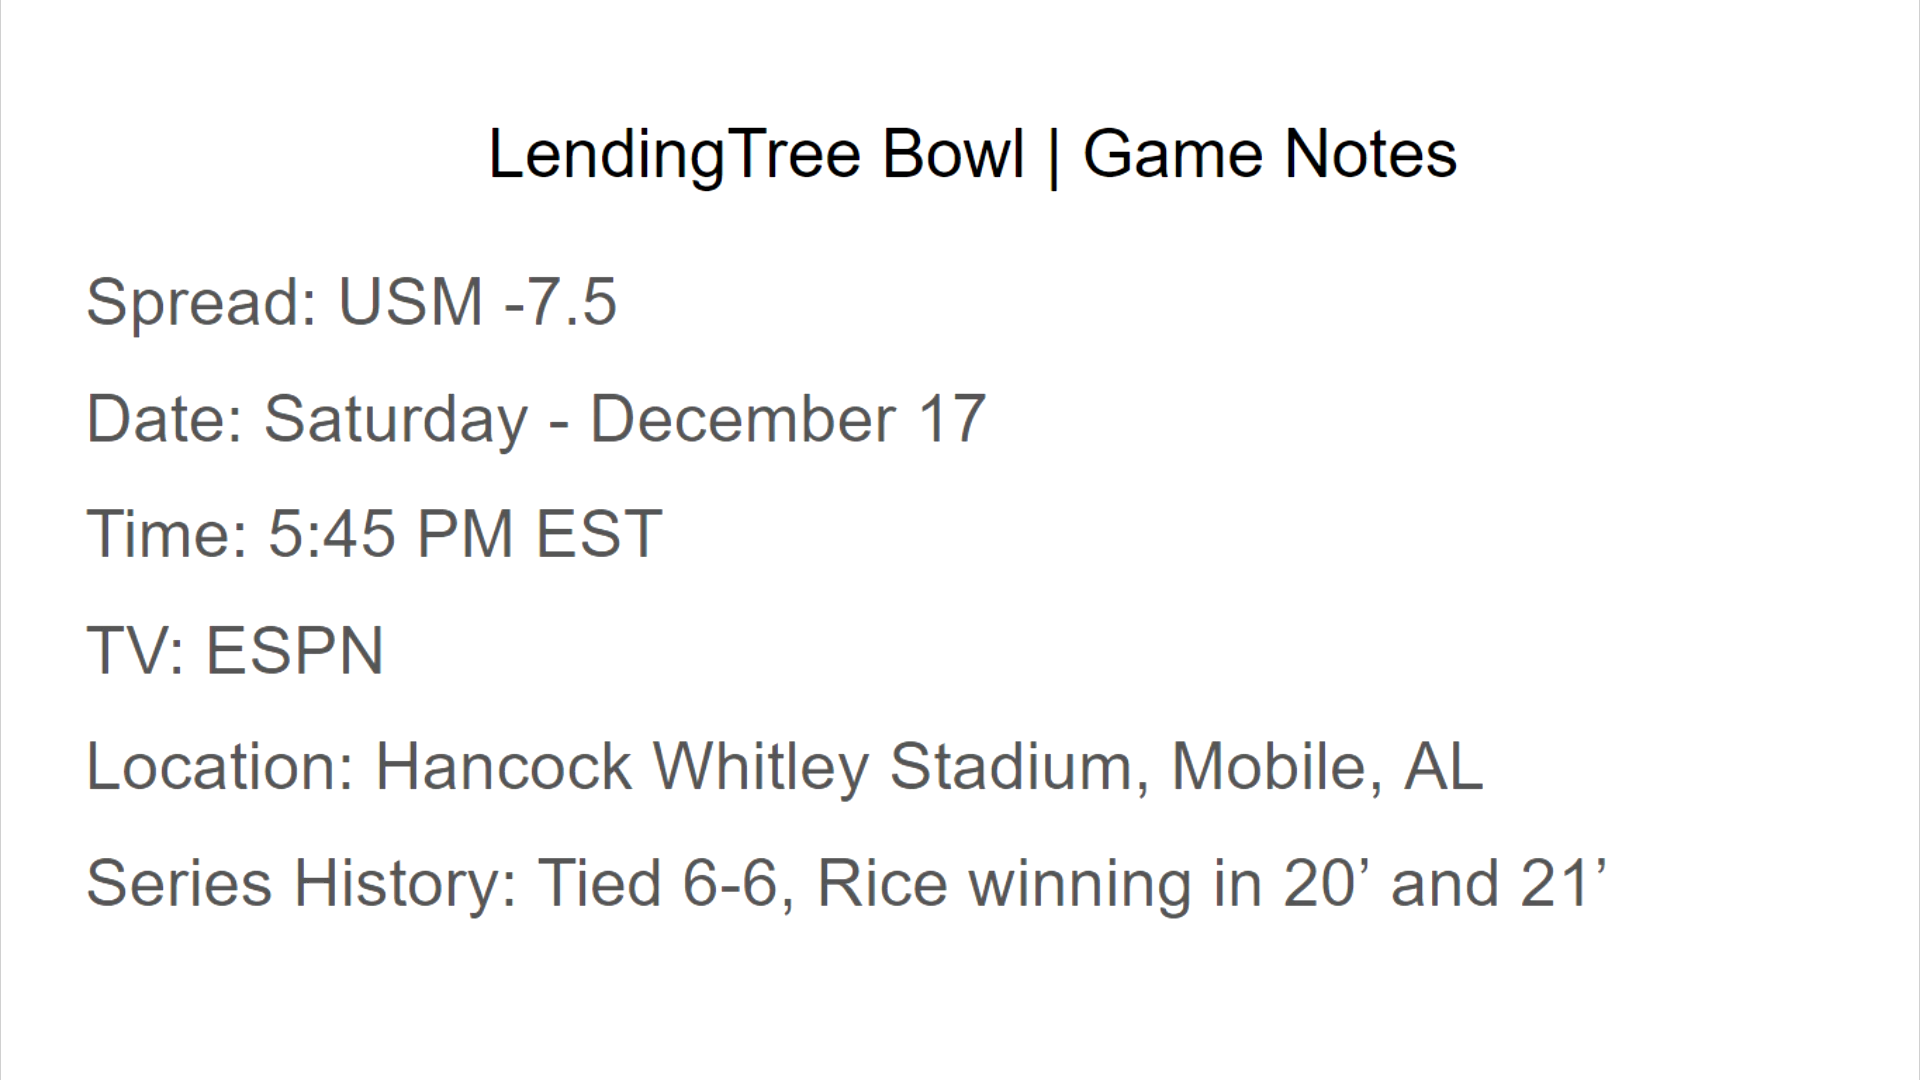 LendingTree Bowl | Game Notes
Spread: USM -7.5
Date: Saturday - December 17
Time: 5:45 PM EST
TV: ESPN
Location: Hancock Whitley Stadium, Mobile, AL
Series History: Tied 6-6, Rice winning in 20’ and 21’